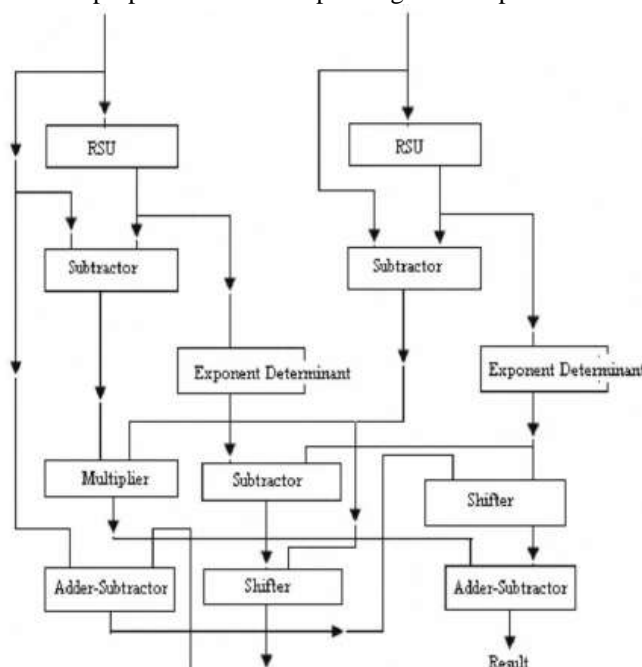 RSU
RSU
Subtractor
Subtractor
Exponent Determinant
Exponent Determinant
Multiplier
Subtractor
Shifter
Adder-Subtractor
Shifter
Adder-Subtractor
Result